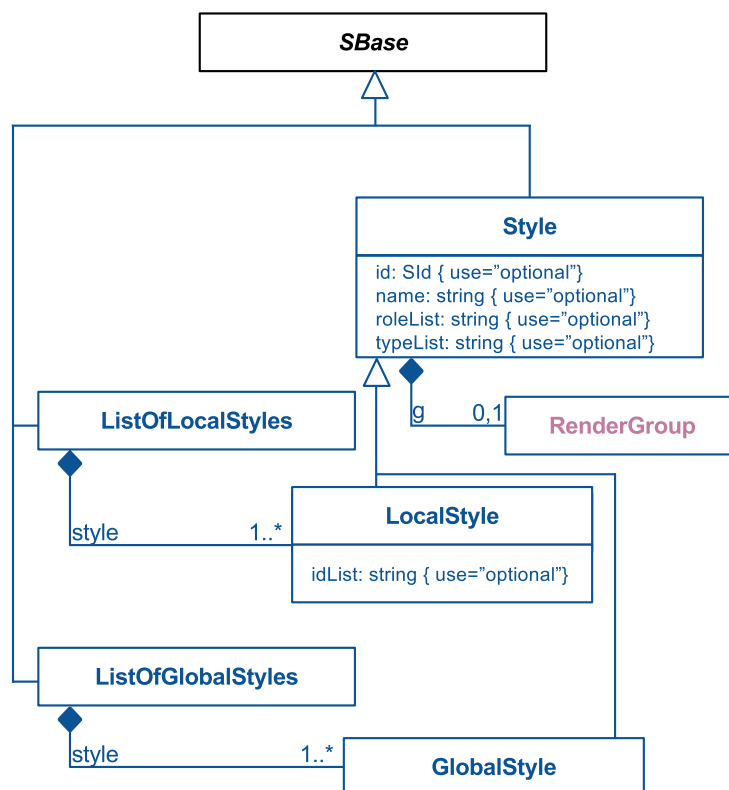 SBase
Style
id: SId { use=”optional”}
name: string { use=”optional”}
roleList: string { use=”optional”}
typeList: string { use=”optional”}
ListOfLocalStyles
g 0,1
RenderGroup
LocalStyle
style 1..*
idList: string { use=”optional”}
ListOfGlobalStyles
style 1..*
GlobalStyle